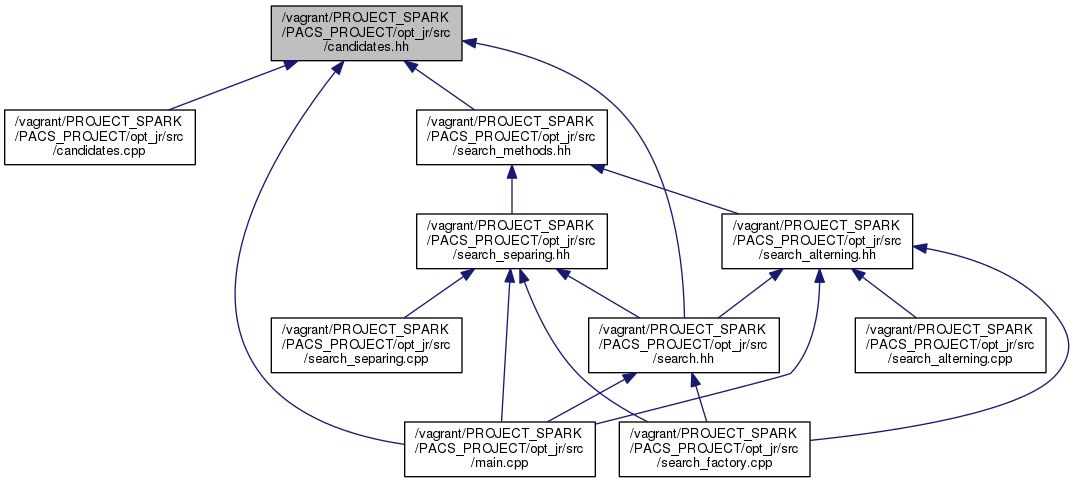 /vagrant/PROJECT_SPARK
/PACS_PROJECT/opt_jr/src
/candidates.hh
/vagrant/PROJECT_SPARK
/PACS_PROJECT/opt_jr/src
/candidates.cpp
/vagrant/PROJECT_SPARK
/PACS_PROJECT/opt_jr/src
/search_methods.hh
/vagrant/PROJECT_SPARK
/PACS_PROJECT/opt_jr/src
/search_separing.hh
/vagrant/PROJECT_SPARK
/PACS_PROJECT/opt_jr/src
/search_alterning.hh
/vagrant/PROJECT_SPARK
/PACS_PROJECT/opt_jr/src
/search_separing.cpp
/vagrant/PROJECT_SPARK
/PACS_PROJECT/opt_jr/src
/search.hh
/vagrant/PROJECT_SPARK
/PACS_PROJECT/opt_jr/src
/search_alterning.cpp
/vagrant/PROJECT_SPARK
/PACS_PROJECT/opt_jr/src
/main.cpp
/vagrant/PROJECT_SPARK
/PACS_PROJECT/opt_jr/src
/search_factory.cpp